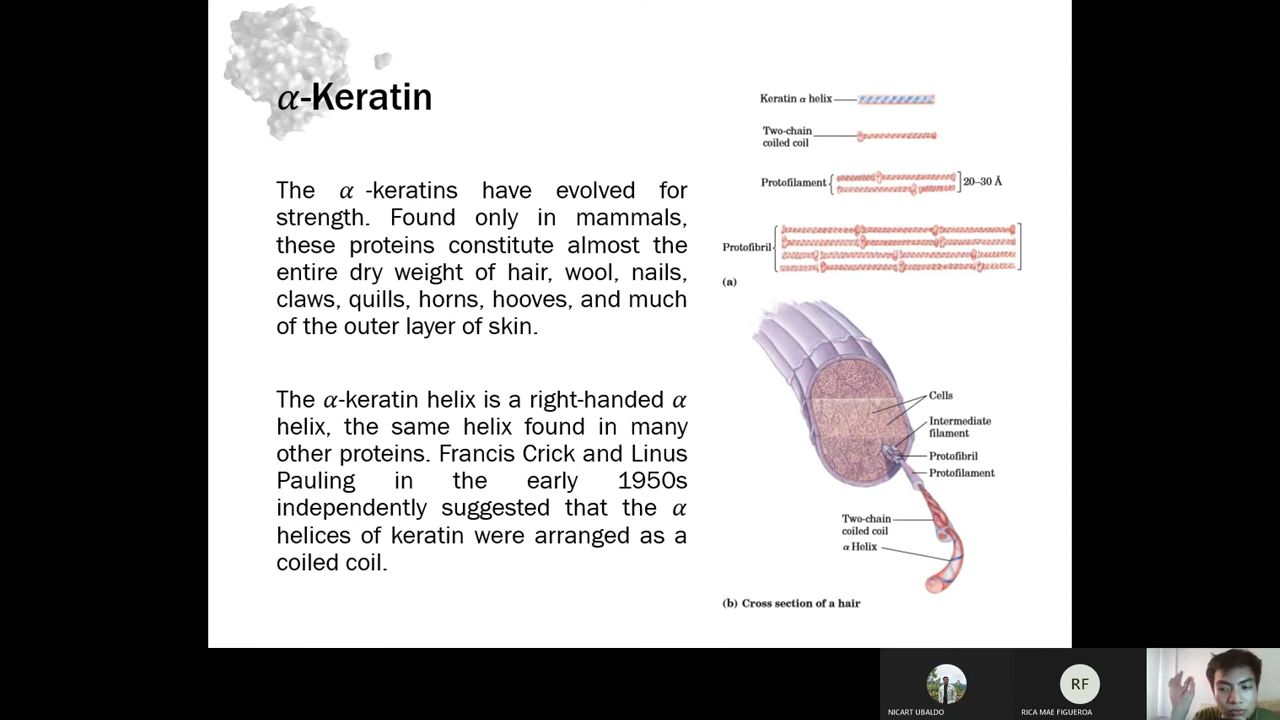 α-Keratin
The α -keratins have evolved for
strength. Found only in mammals,
these proteins constitute almost the
entire dry weight of hair, wool, nails,
claws, quills, horns, hooves, and much
of the outer layer of skin.
The α-keratin helix is a right-handed α
helix, the same helix found in many
other proteins. Francis Crick and Linus
Pauling in the early 1950s
independently suggested that the α
helices of keratin were arranged as a
coiled coil.
Keratin α helix
Two-chain
coiled coil
Protofilament
20–30 Å
Protofibril
(a)
Cells
Intermediate
filament
Protofibril
Protofilament
Two-chain
coiled coil
α Helix
(b) Cross section of a hair
RF
NICART UBALDO
RICA MAE FIGUEROA